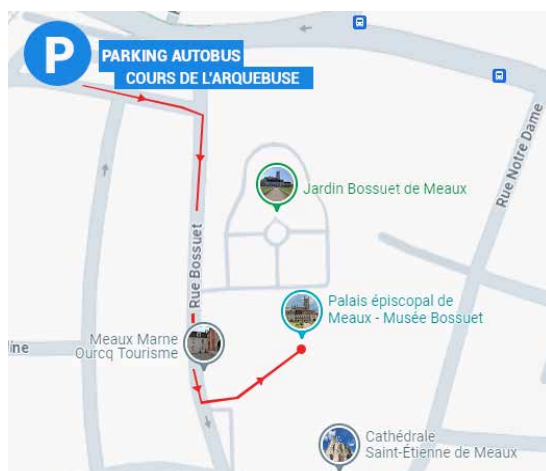 P
PARKING AUTOBUS
COURS DE L'ARQUEBUSE
Jardin Bossuet de Meaux
Rue Notre Dame
Rue Bossuet
Palais épiscopal de
Meaux - Musée Bossuet
Meaux Marne
Ourcq Tourisme
ine
Cathédrale
Saint-Étienne de Meaux